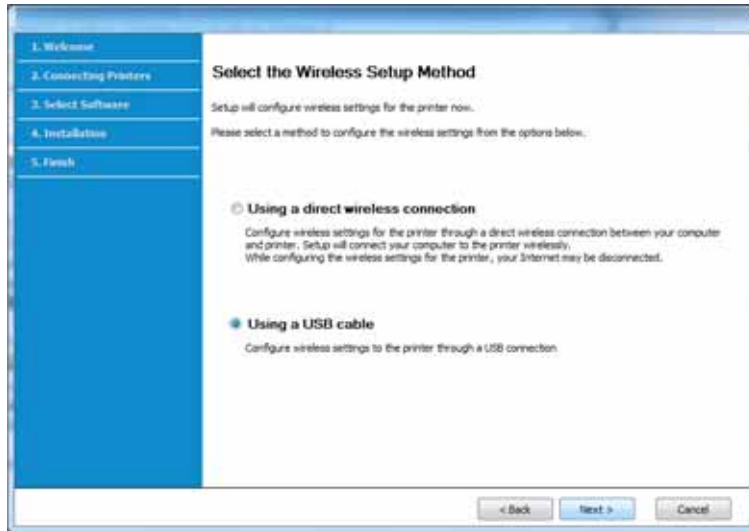 1. Welcome
2. Connecting Printers
3. Select Software
4. Installation
5. Finish
Select the Wireless Setup Method
Setup will configure wireless settings for the printer now.
Please select a method to configure the wireless settings from the options below.
Using a direct wireless connection
Configure wireless settings for the printer through a direct wireless connection between your computer
and printer. Setup will connect your computer to the printer wirelessly.
While configuring the wireless settings for the printer, your Internet may be disconnected.
Using a USB cable
Configure wireless settings to the printer through a USB connection
< Back
Next >
Cancel